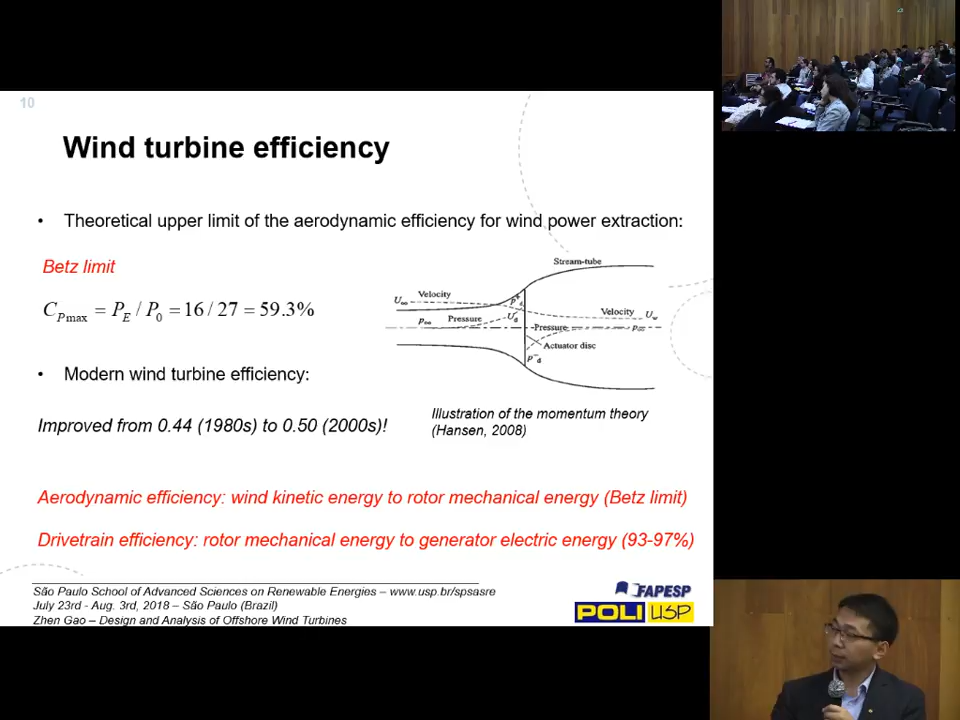 10
Wind turbine efficiency
• Theoretical upper limit of the aerodynamic efficiency for wind power extraction:
Betz limit
C_Pmax = P_E / P_0 = 16 / 27 = 59.3%
Stream-tube
Velocity
U∞
p∞
Pressure
p⁺d
Ud
Velocity
Uw
Pressure
p∞
Actuator disc
p⁻d
• Modern wind turbine efficiency:
Improved from 0.44 (1980s) to 0.50 (2000s)!
Illustration of the momentum theory
(Hansen, 2008)
Aerodynamic efficiency: wind kinetic energy to rotor mechanical energy (Betz limit)
Drivetrain efficiency: rotor mechanical energy to generator electric energy (93-97%)
São Paulo School of Advanced Sciences on Renewable Energies – www.usp.br/spsasre
July 23rd - Aug. 3rd, 2018 – São Paulo (Brazil)
Zhen Gao – Design and Analysis of Offshore Wind Turbines
FAPESP
POLI USP